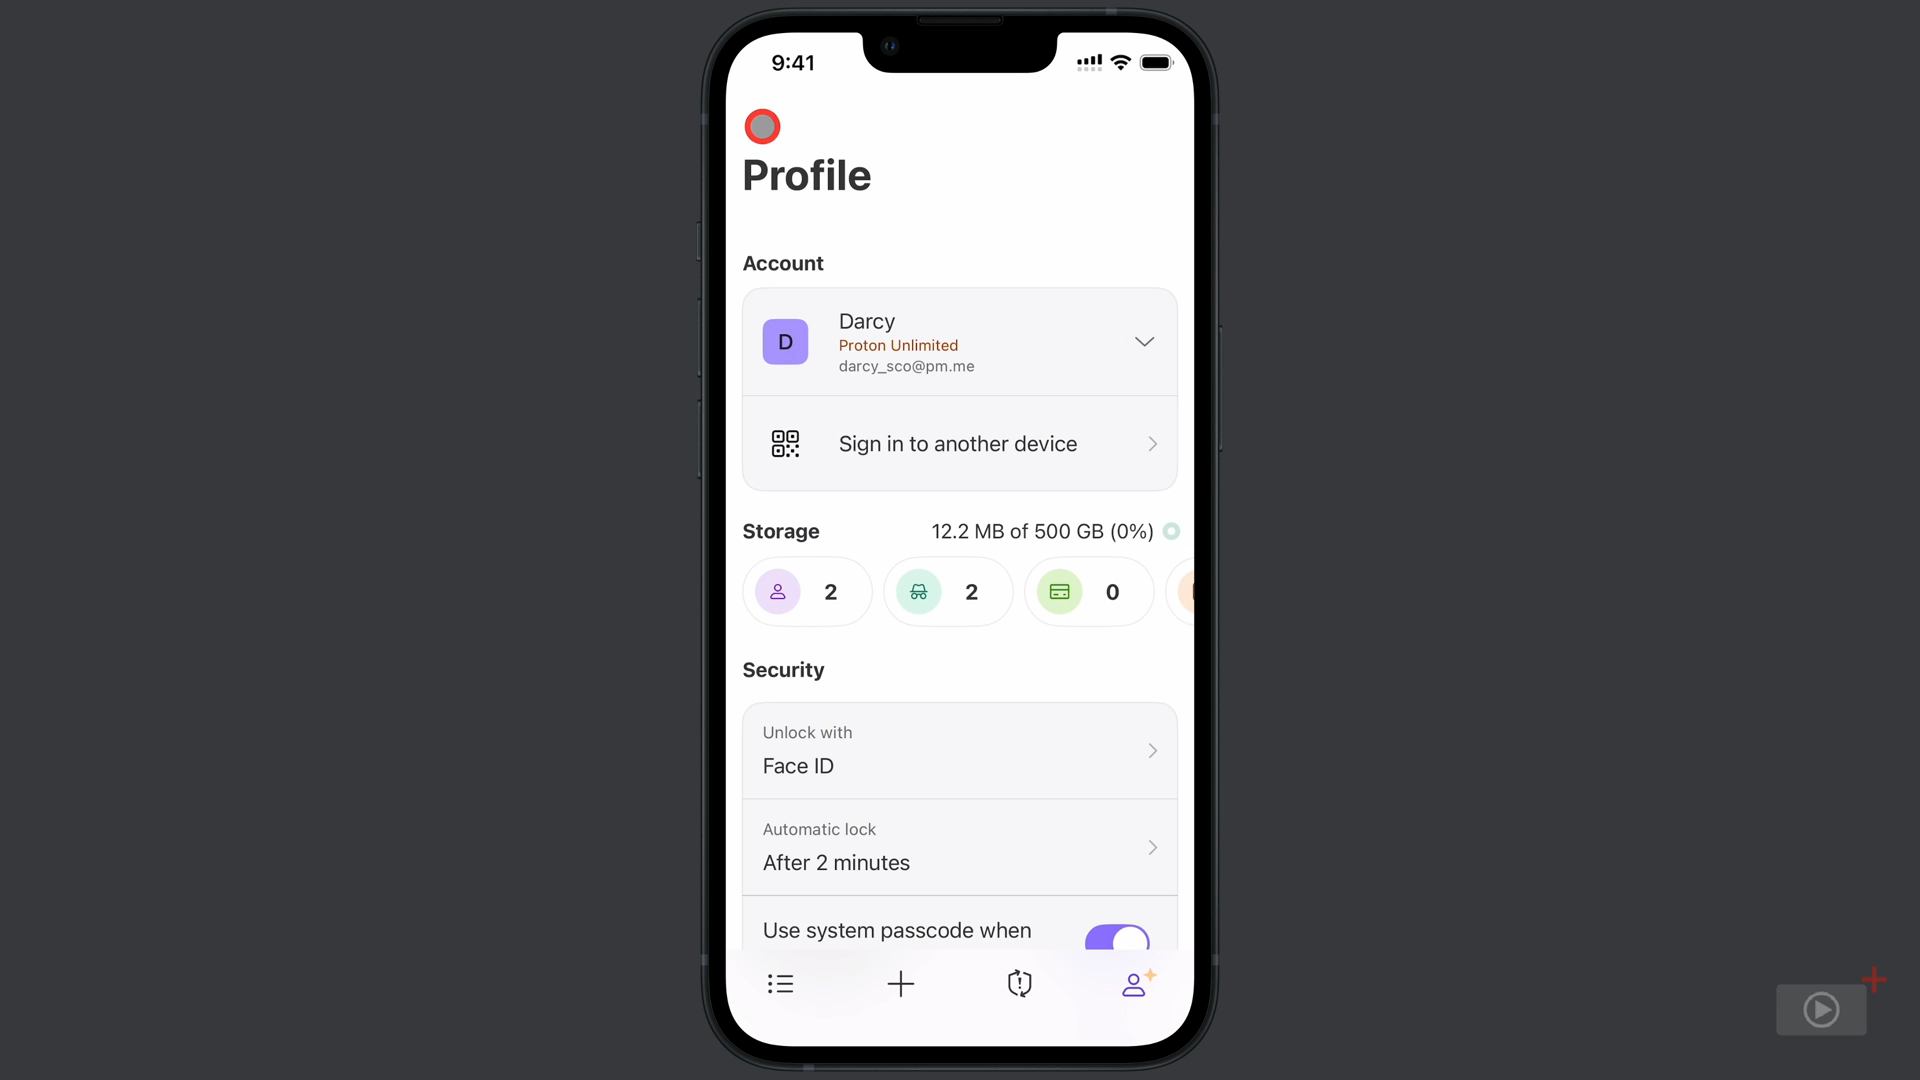 9:41
Profile
Account
D
Darcy
Proton Unlimited
darcy_sco@pm.me
Sign in to another device
Storage
12.2 MB of 500 GB (0%)
2
2
0
Security
Unlock with
Face ID
Automatic lock
After 2 minutes
Use system passcode when